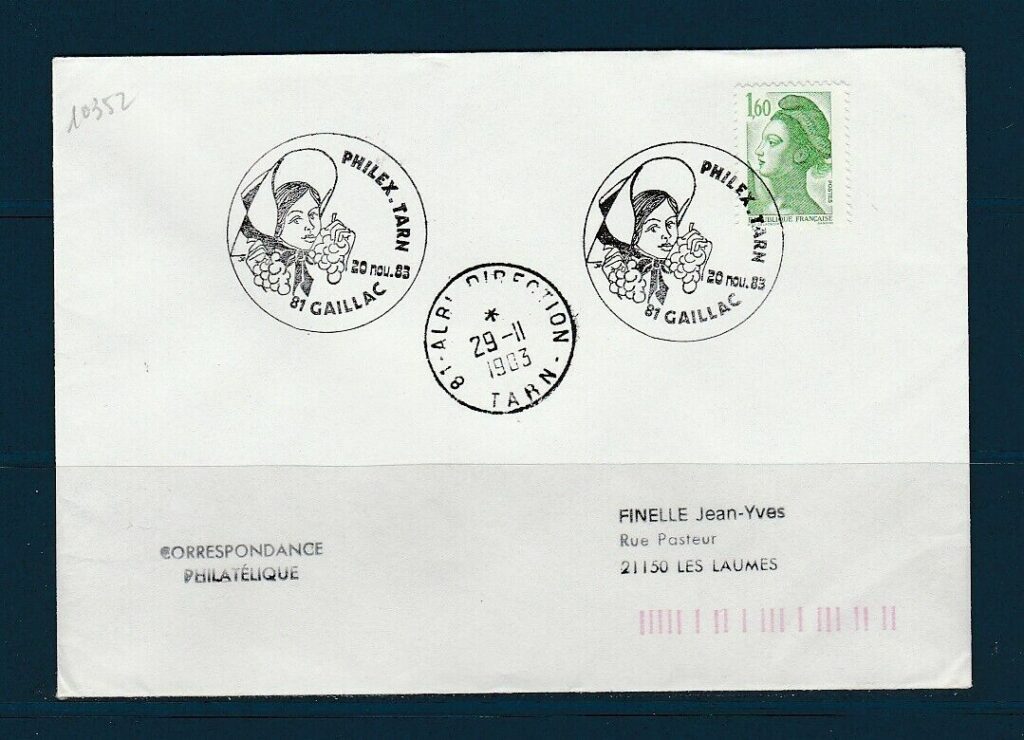 10352
1,60
POSTES
RÉPUBLIQUE FRANÇAISE
PHILEX.TARN
20 nov. 83
81 GAILLAC
PHILEX.TARN
20 nov. 83
81 GAILLAC
81-ALBI DIRECTION
*
29-11
1983
TARN-
FINELLE Jean-Yves
Rue Pasteur
21150 LES LAUMES
CORRESPONDANCE
PHILATÉLIQUE